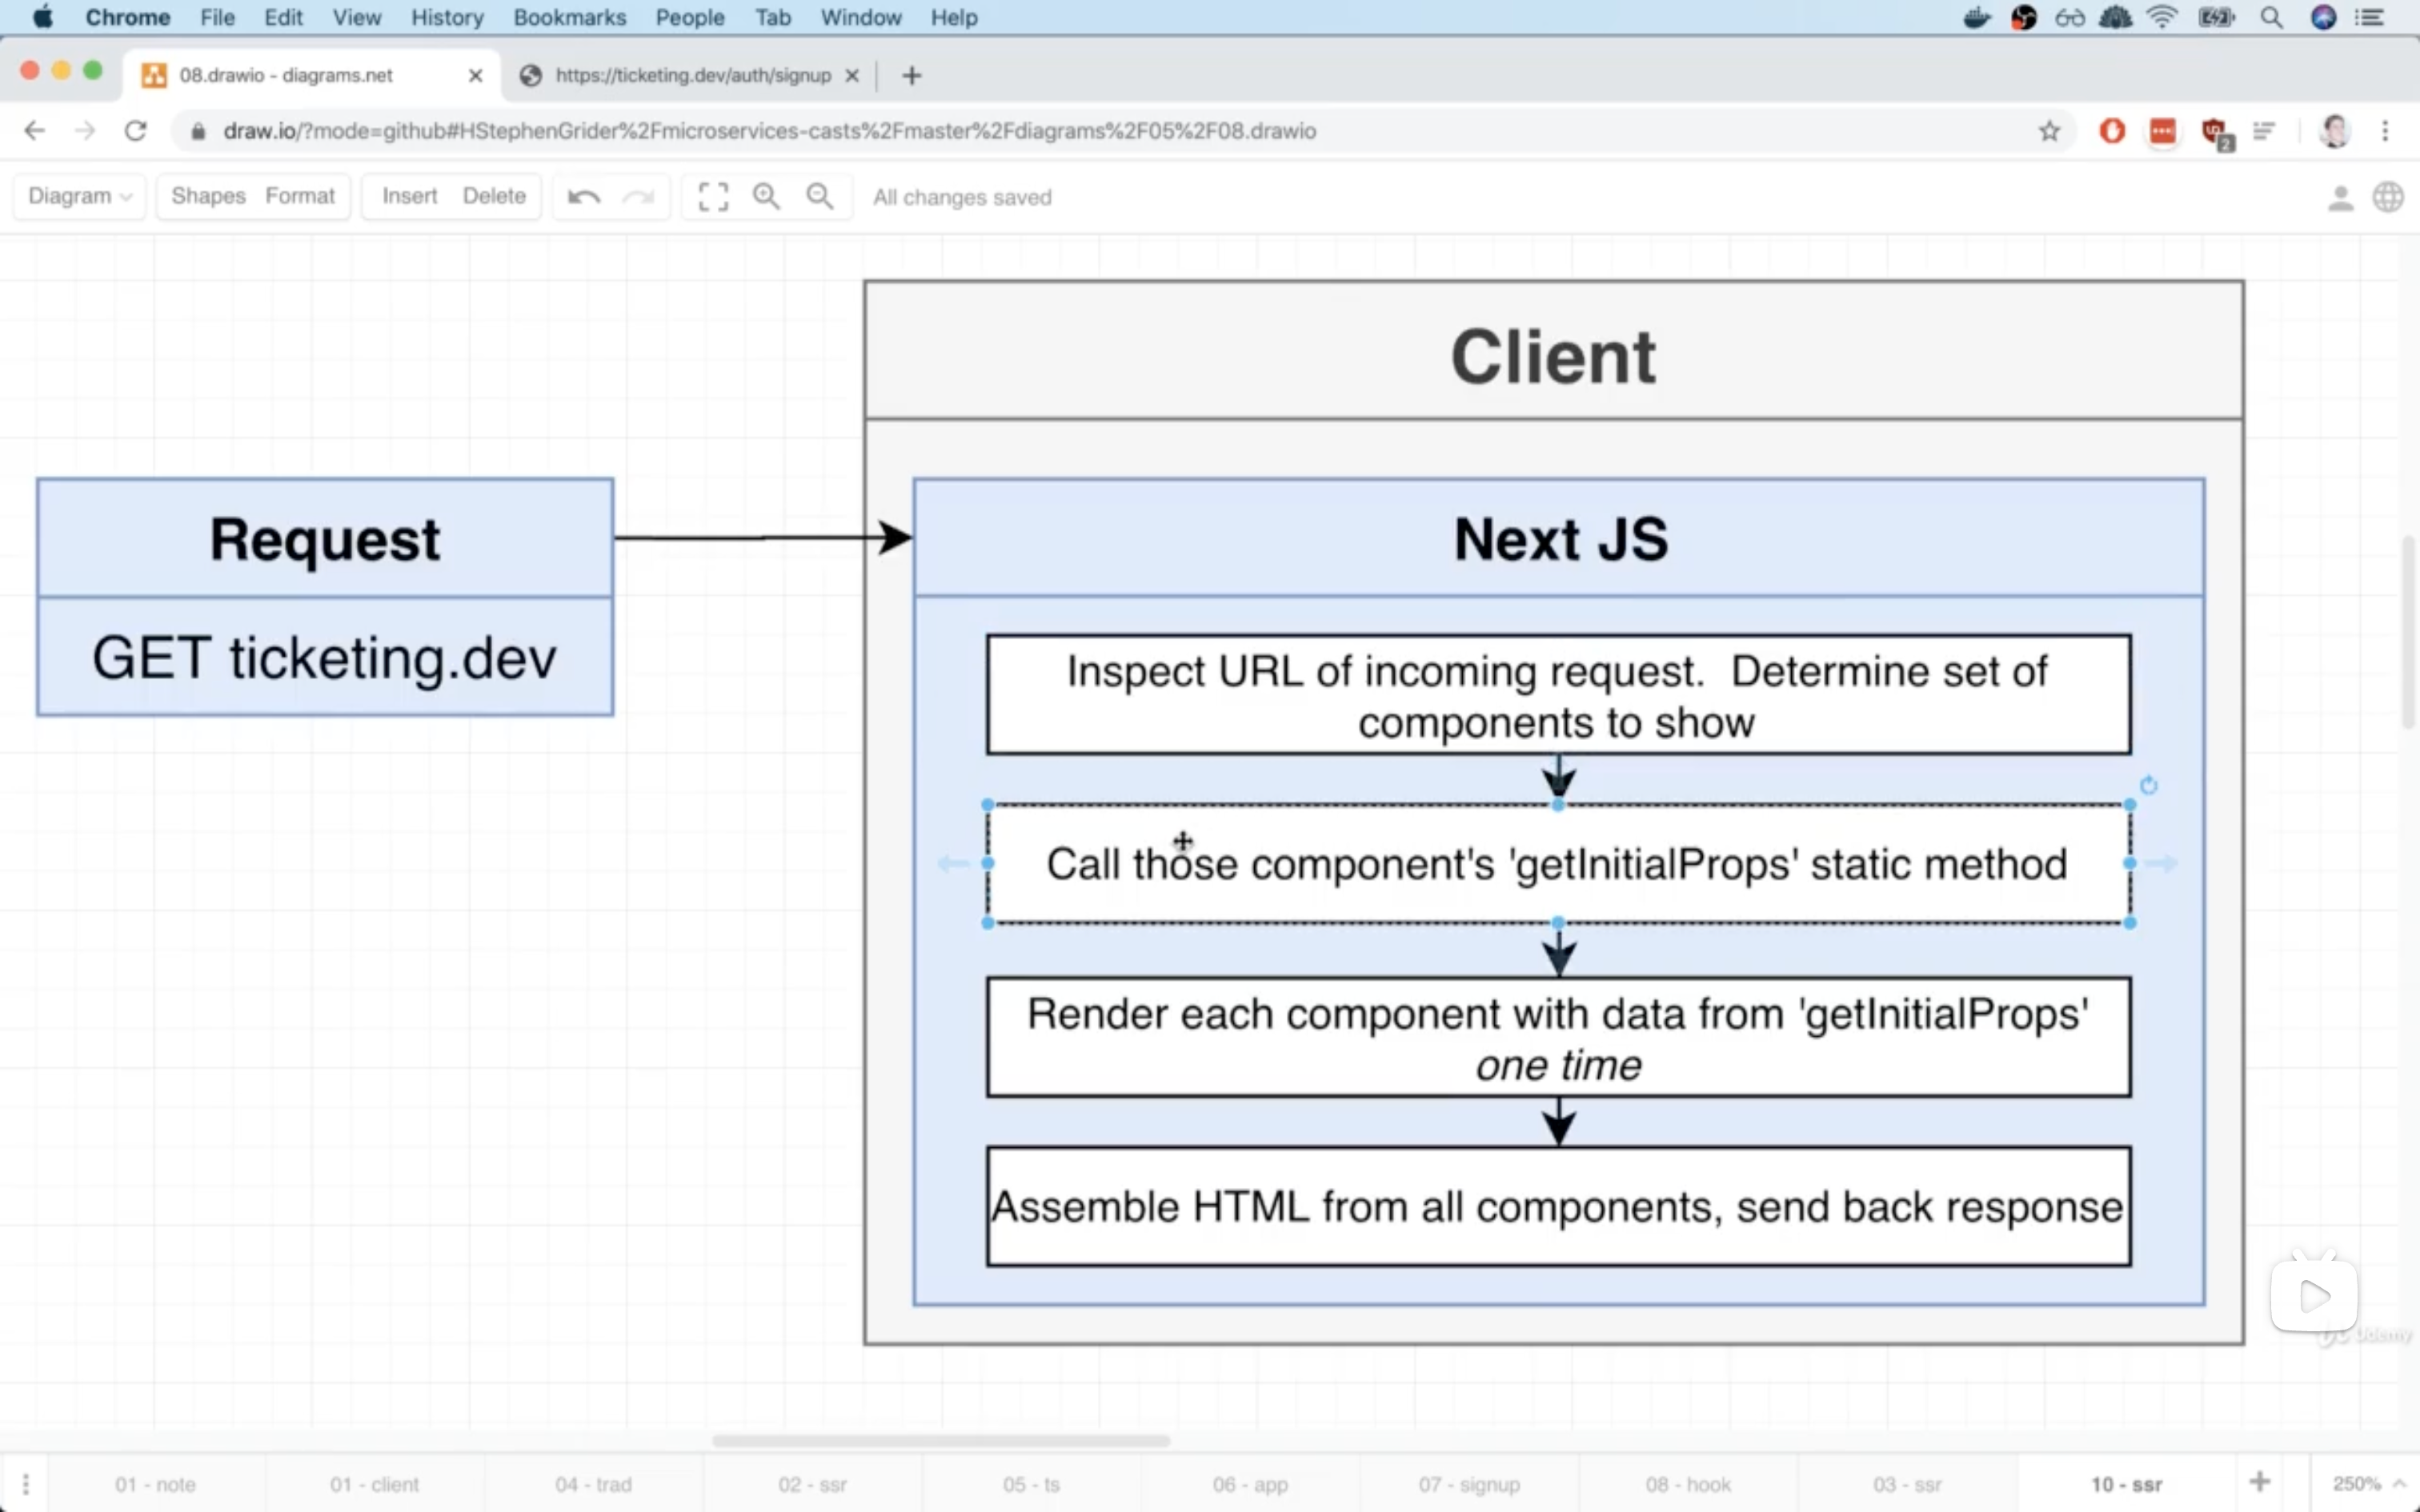 Chrome File Edit View History Bookmarks People Tab Window Help
08.drawio - diagrams.net
https://ticketing.dev/auth/signup
draw.io/?mode=github#HStephenGrider%2Fmicroservices-casts%2Fmaster%2Fdiagrams%2F05%2F08.drawio
2
Diagram Shapes Format Insert Delete All changes saved
Client
Request
GET ticketing.dev
Next JS
Inspect URL of incoming request.  Determine set of
components to show
Call those component's 'getInitialProps' static method
Render each component with data from 'getInitialProps'
one time
Assemble HTML from all components, send back response
Udemy
01 - note 01 - client 04 - trad 02 - ssr 05 - ts 06 - app 07 - signup 08 - hook 03 - ssr 10 - ssr 250%